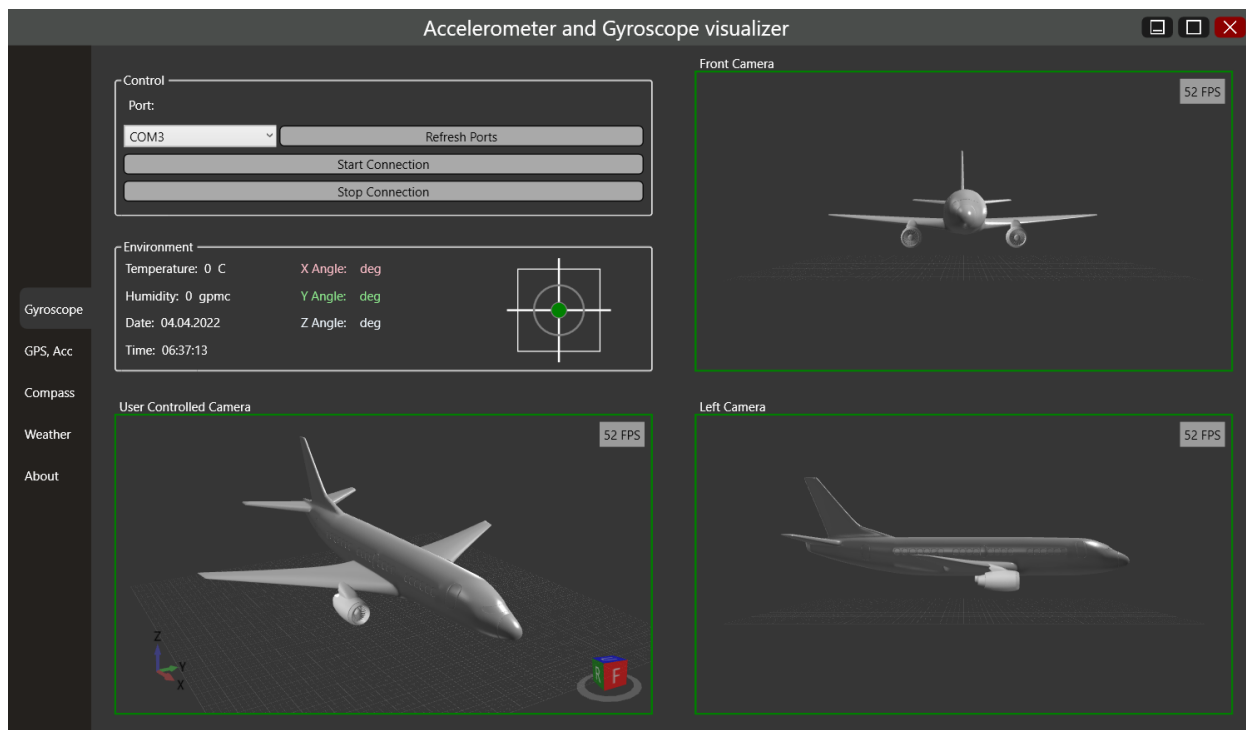 Accelerometer and Gyroscope visualizer
Gyroscope
GPS, Acc
Compass
Weather
About
Control
Port:
COM3
Refresh Ports
Start Connection
Stop Connection
Environment
Temperature: 0 C
X Angle: deg
Humidity: 0 gpmc
Y Angle: deg
Date: 04.04.2022
Z Angle: deg
Time: 06:37:13
Front Camera
52 FPS
User Controlled Camera
52 FPS
Z
Y
X
R F
Left Camera
52 FPS